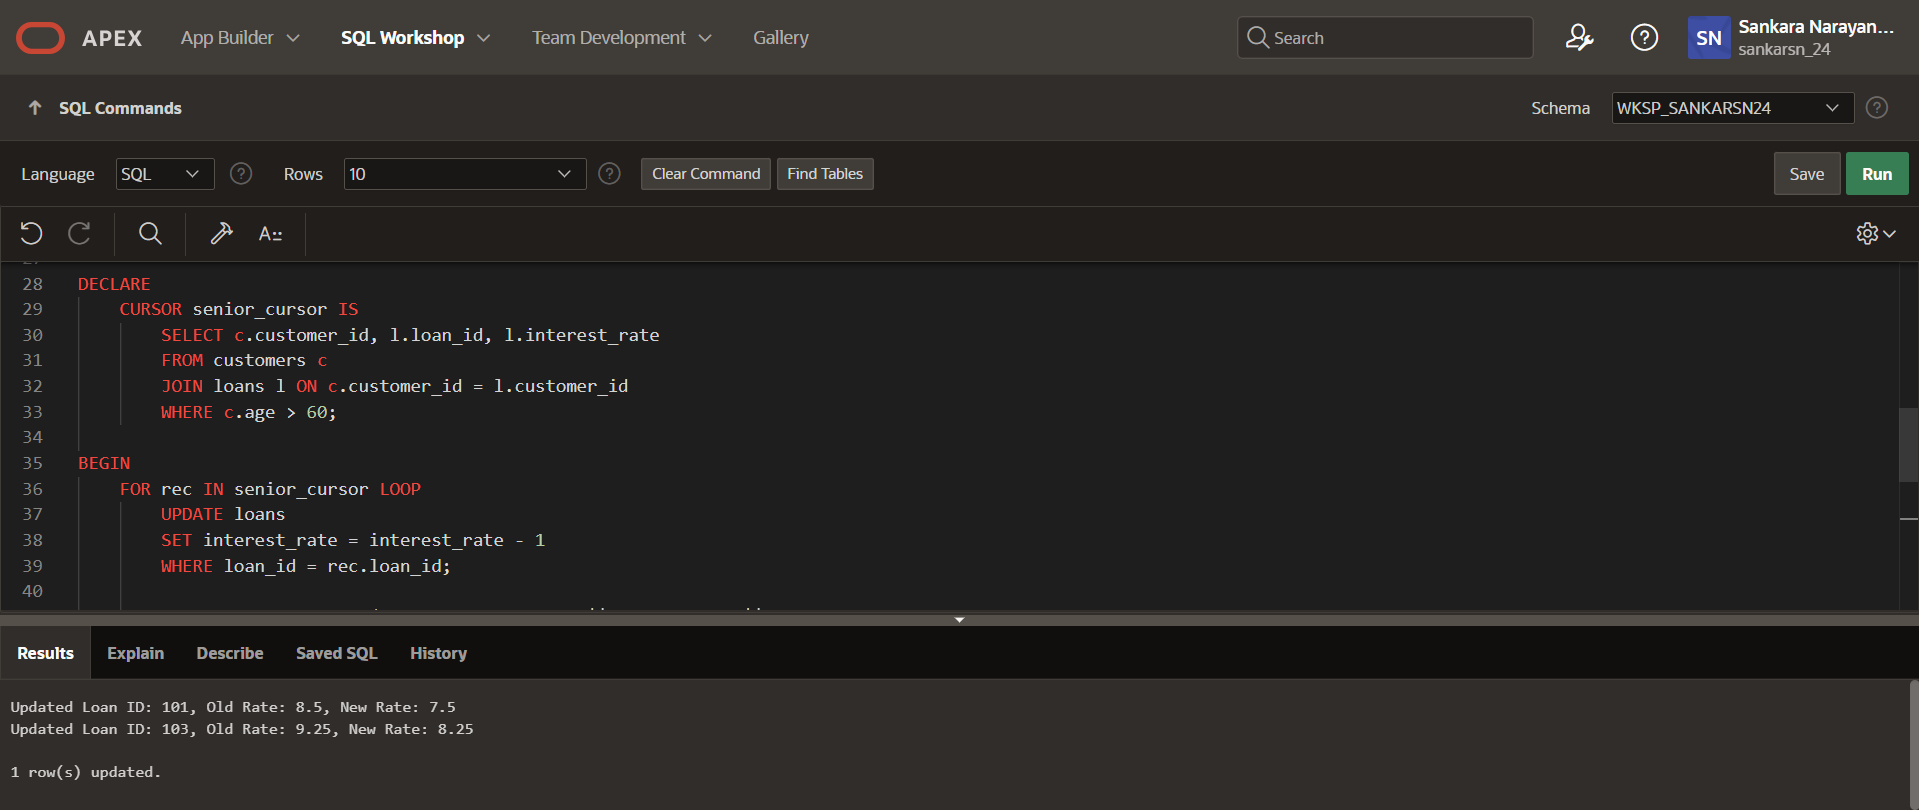 APEX App Builder SQL Workshop Team Development Gallery Search SN Sankara Narayan...
sankarsn_24
SQL Commands Schema WKSP_SANKARSN24
Language SQL Rows 10 Clear Command Find Tables Save Run
A::
28 DECLARE
29 CURSOR senior_cursor IS
30 SELECT c.customer_id, l.loan_id, l.interest_rate
31 FROM customers c
32 JOIN loans l ON c.customer_id = l.customer_id
33 WHERE c.age > 60;
34
35 BEGIN
36 FOR rec IN senior_cursor LOOP
37 UPDATE loans
38 SET interest_rate = interest_rate - 1
39 WHERE loan_id = rec.loan_id;
40
Results Explain Describe Saved SQL History
Updated Loan ID: 101, Old Rate: 8.5, New Rate: 7.5
Updated Loan ID: 103, Old Rate: 9.25, New Rate: 8.25
1 row(s) updated.